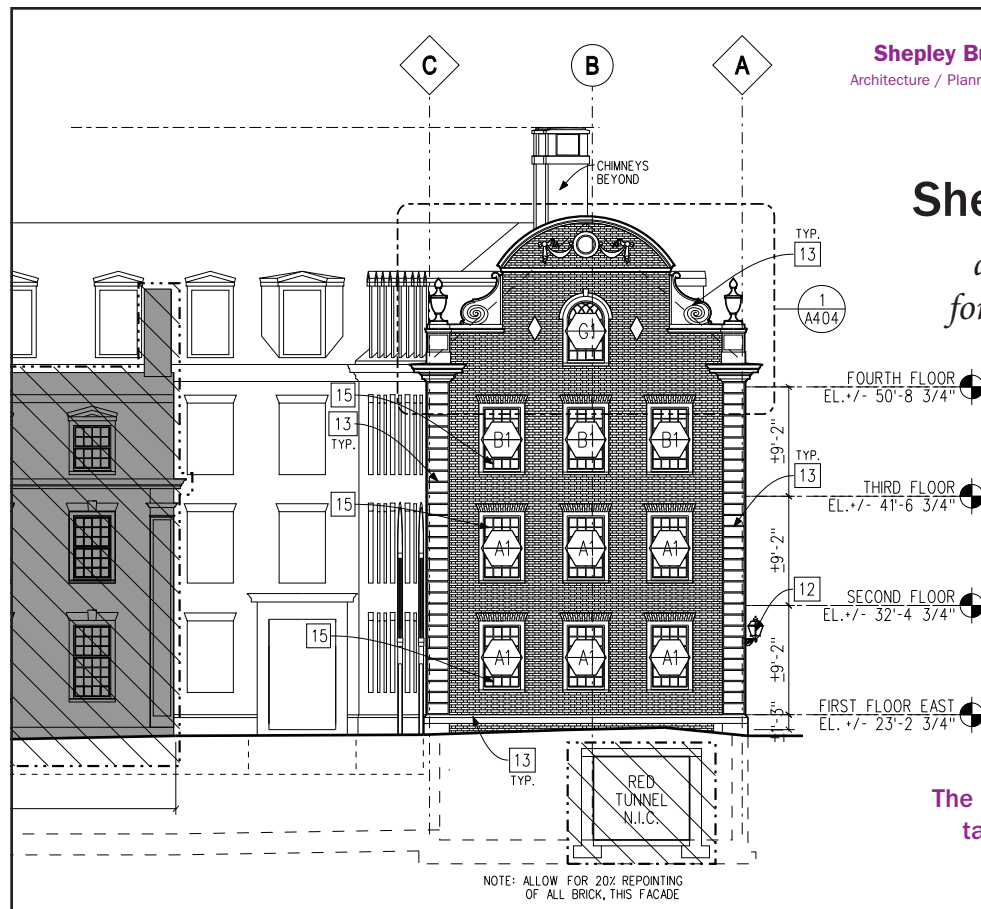 C
B
A
Shepley Bu
Architecture / Plann
CHIMNEYS
BEYOND
She
TYP.
13
a
for
1
A404
C1
FOURTH FLOOR
EL.+/- 50'-8 3/4"
15
13
TYP.
B1
B1
B1
±9'-2"
TYP.
13
THIRD FLOOR
EL.+/- 41'-6 3/4"
15
A1
A1
A1
±9'-2"
12
SECOND FLOOR
EL.+/- 32'-4 3/4"
15
A1
A1
A1
±9'-2"
FIRST FLOOR EAST
EL. +/- 23'-2 3/4"
±1'-3"
13
TYP.
RED
TUNNEL
N.I.C.
The
ta
NOTE: ALLOW FOR 20% REPOINTING
OF ALL BRICK, THIS FACADE